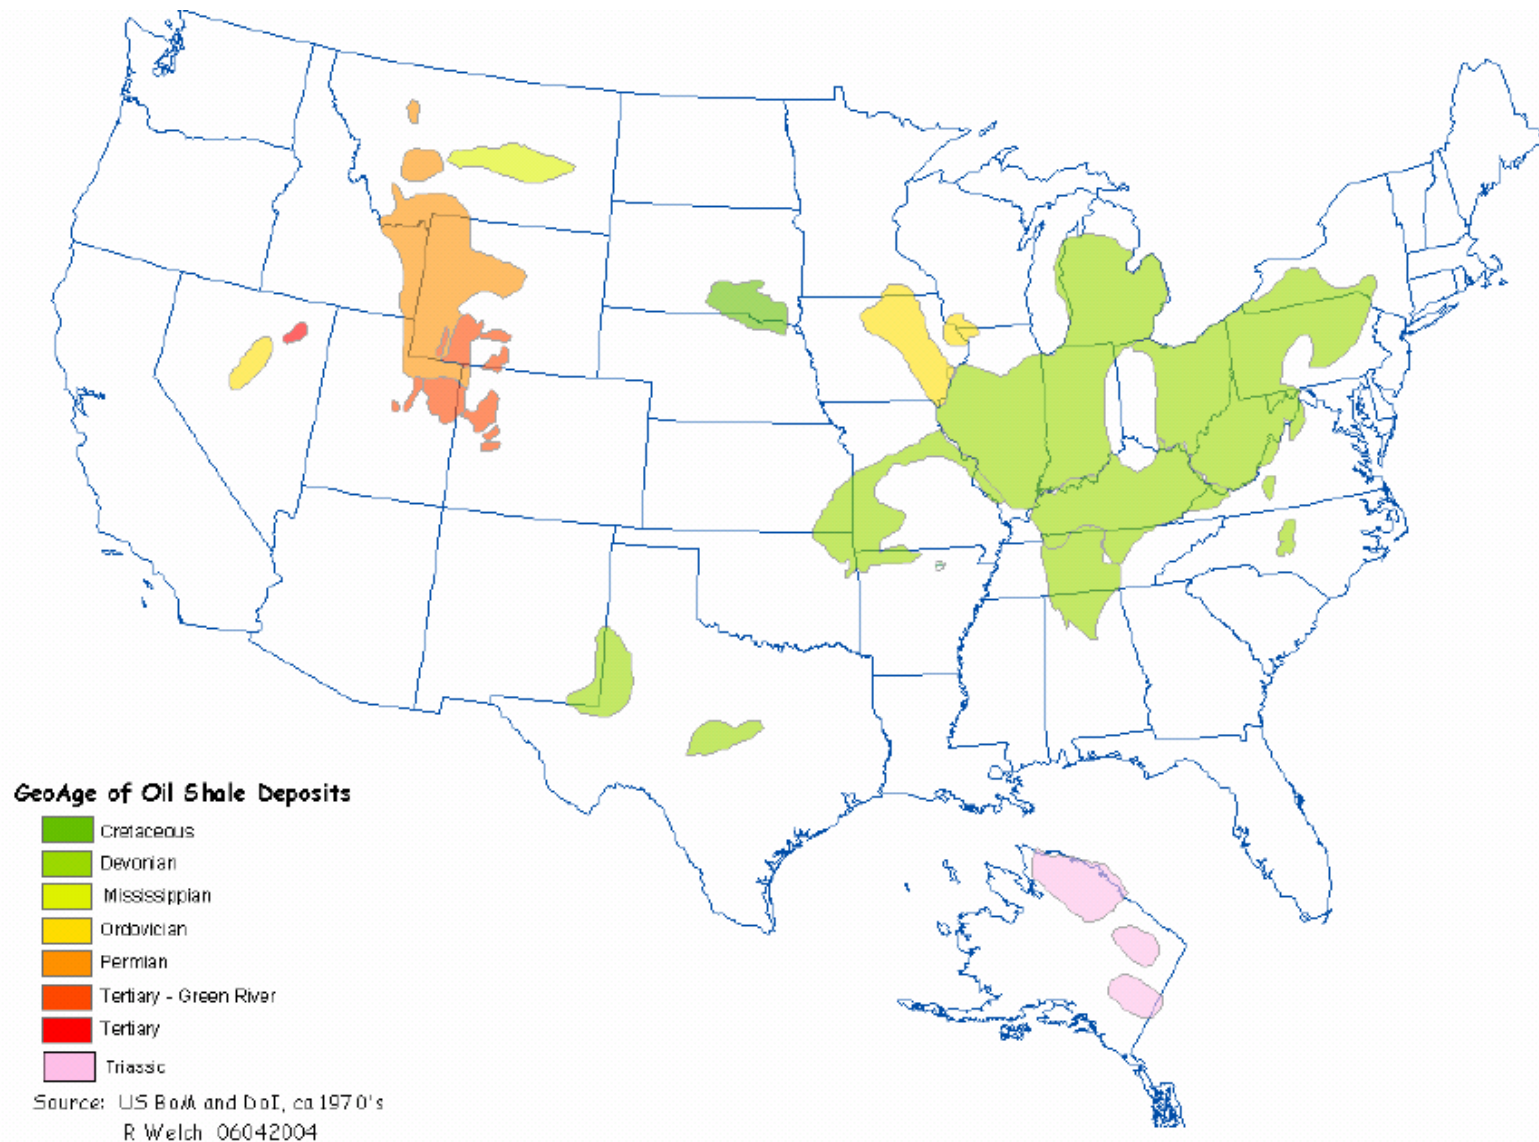 GeoAge of Oil Shale Deposits
Cretaceous
Devonian
Mississippian
Ordovician
Permian
Tertiary - Green River
Tertiary
Triassic
Source: US BoM and DoI, ca 1970's
R Welch 06042004